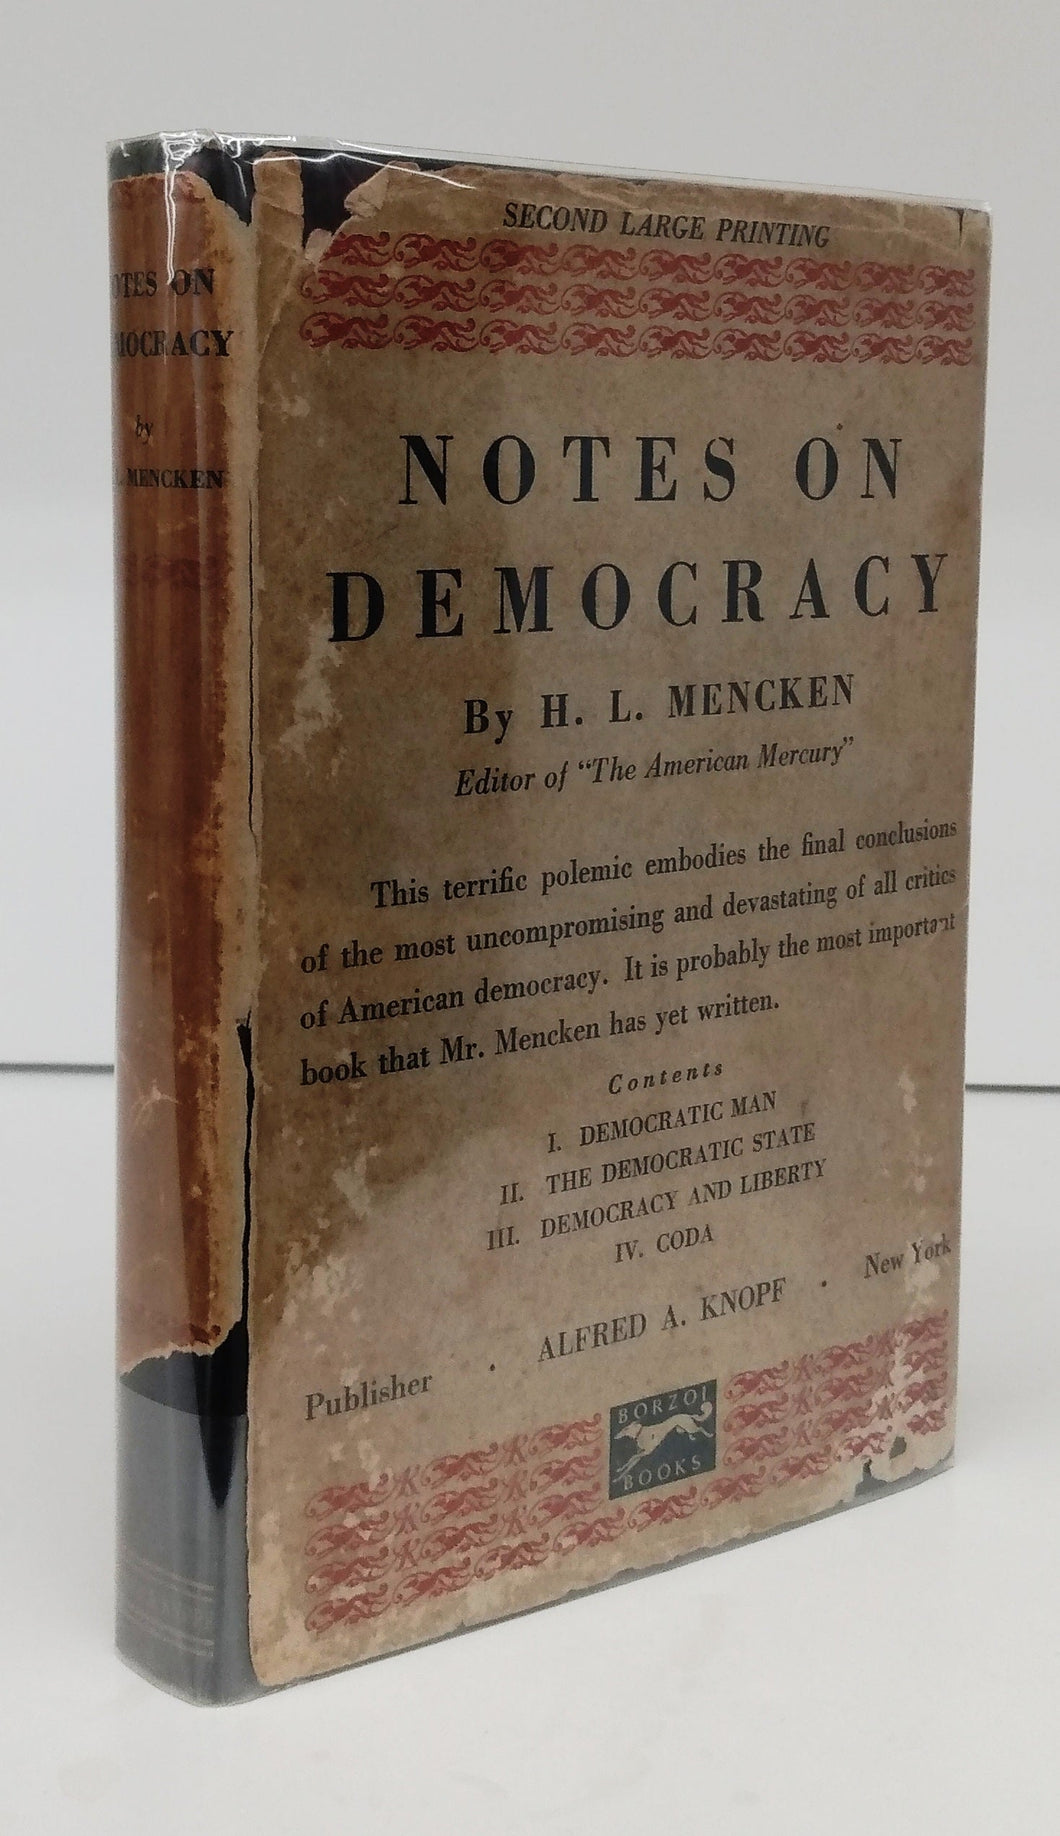 NOTES ON
DEMOCRACY
by
H. L. MENCKEN
SECOND LARGE PRINTING
NOTES ON
DEMOCRACY
By H. L. MENCKEN
Editor of “The American Mercury”
This terrific polemic embodies the final conclusions
of the most uncompromising and devastating of all critics
of American democracy. It is probably the most important
book that Mr. Mencken has yet written.
Contents
I. DEMOCRATIC MAN
II. THE DEMOCRATIC STATE
III. DEMOCRACY AND LIBERTY
IV. CODA
Publisher · ALFRED A. KNOPF · New York
BORZOI
BOOKS